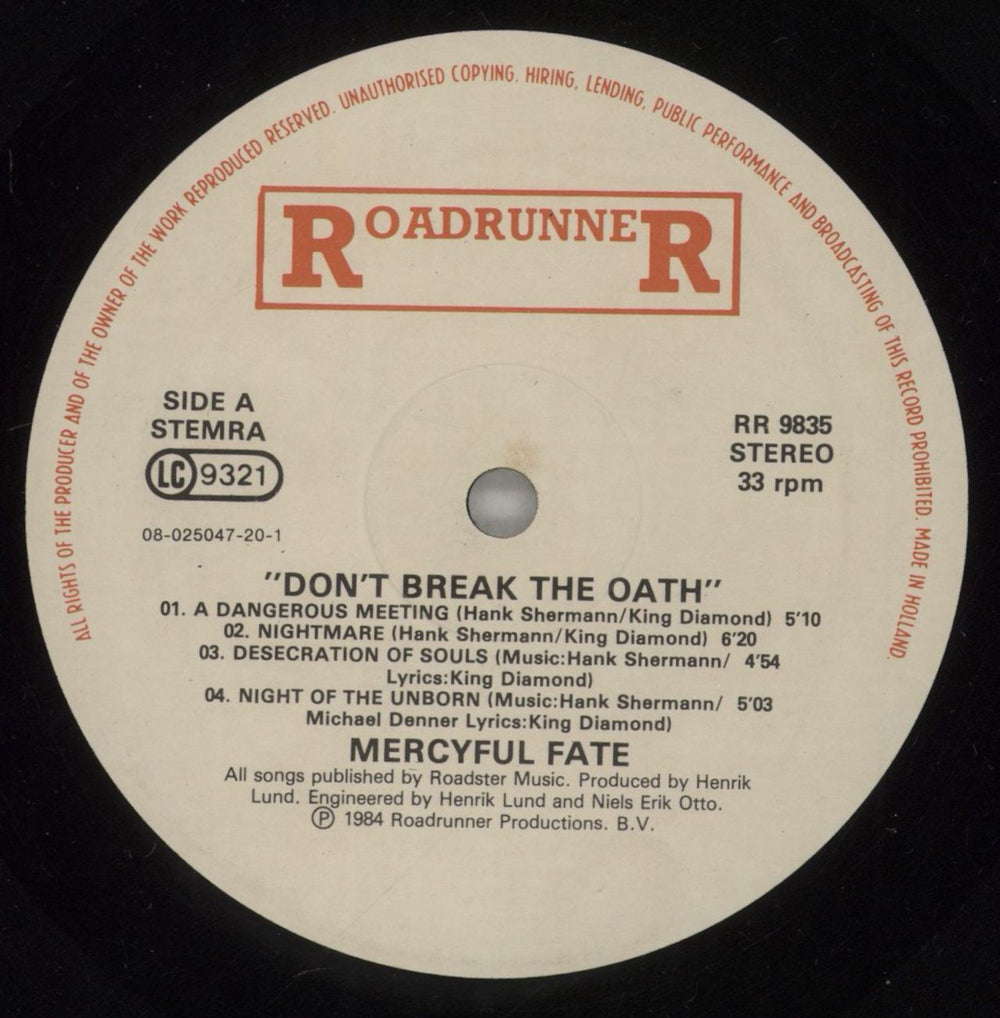 ALL RIGHTS OF THE PRODUCER AND OF THE OWNER OF THE WORK REPRODUCED RESERVED. UNAUTHORISED COPYING. HIRING, LENDING, PUBLIC PERFORMANCE AND BROADCASTING OF THIS RECORD PROHIBITED. MADE IN HOLLAND.
ROADRUNNER
SIDE A
STEMRA
LC 9321
08-025047-20-1
RR 9835
STEREO
33 rpm
"DON'T BREAK THE OATH"
01. A DANGEROUS MEETING (Hank Shermann/King Diamond) 5'10
02. NIGHTMARE (Hank Shermann/King Diamond) 6'20
03. DESECRATION OF SOULS (Music:Hank Shermann/ 4'54
Lyrics:King Diamond)
04. NIGHT OF THE UNBORN (Music:Hank Shermann/ 5'03
Michael Denner Lyrics:King Diamond)
MERCYFUL FATE
All songs published by Roadster Music. Produced by Henrik
Lund. Engineered by Henrik Lund and Niels Erik Otto.
Ⓟ 1984 Roadrunner Productions. B.V.